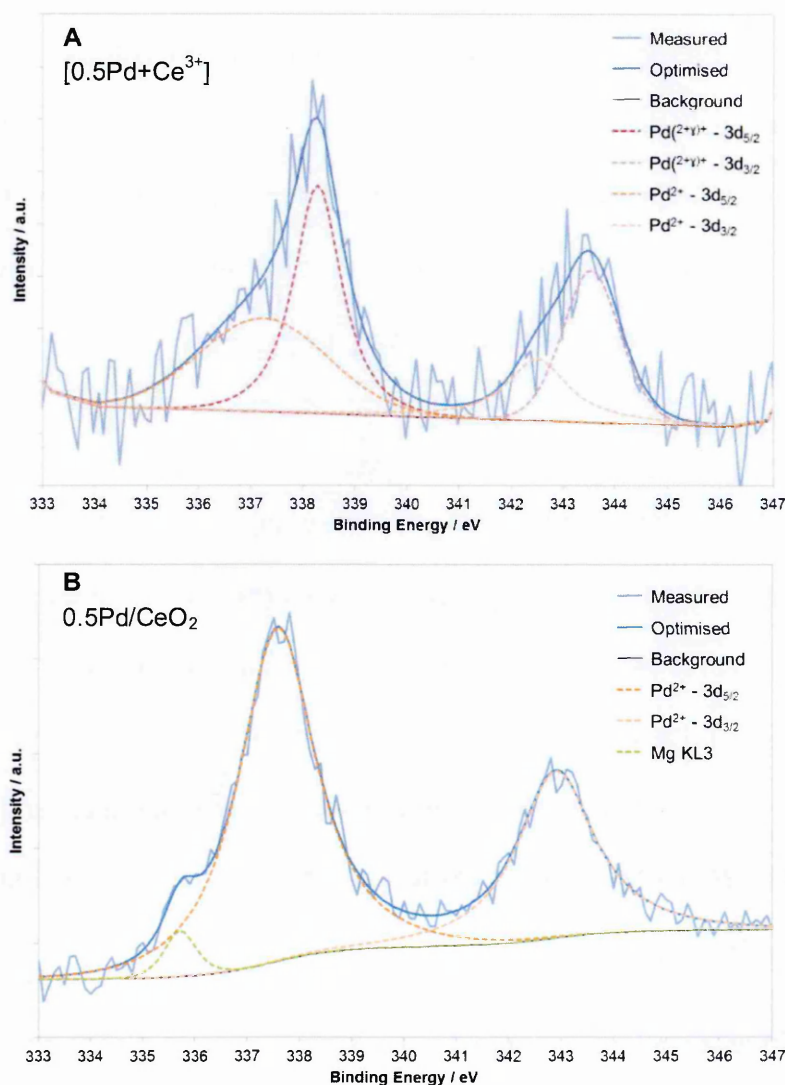 A
[0.5Pd+Ce³⁺]
Measured
Optimised
Background
Pd(²⁺ᵞ)⁺ - 3d₅/₂
Pd(²⁺ᵞ)⁺ - 3d₃/₂
Pd²⁺ - 3d₅/₂
Pd²⁺ - 3d₃/₂
Intensity / a.u.
333 334 335 336 337 338 339 340 341 342 343 344 345 346 347
Binding Energy / eV
B
0.5Pd/CeO₂
Measured
Optimised
Background
Pd²⁺ - 3d₅/₂
Pd²⁺ - 3d₃/₂
Mg KL3
Intensity / a.u.
333 334 335 336 337 338 339 340 341 342 343 344 345 346 347
Binding Energy / eV